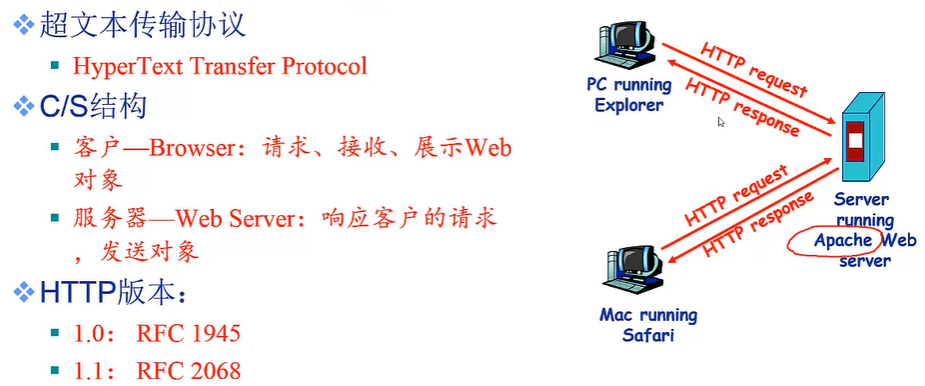 超文本传输协议
HyperText Transfer Protocol
C/S结构
客户—Browser：请求、接收、展示Web
对象
服务器—Web Server：响应客户的请求
，发送对象
HTTP版本：
1.0： RFC 1945
1.1： RFC 2068
PC running
Explorer
HTTP request
HTTP response
Server
running
Apache Web
server
HTTP request
HTTP response
Mac running
Safari